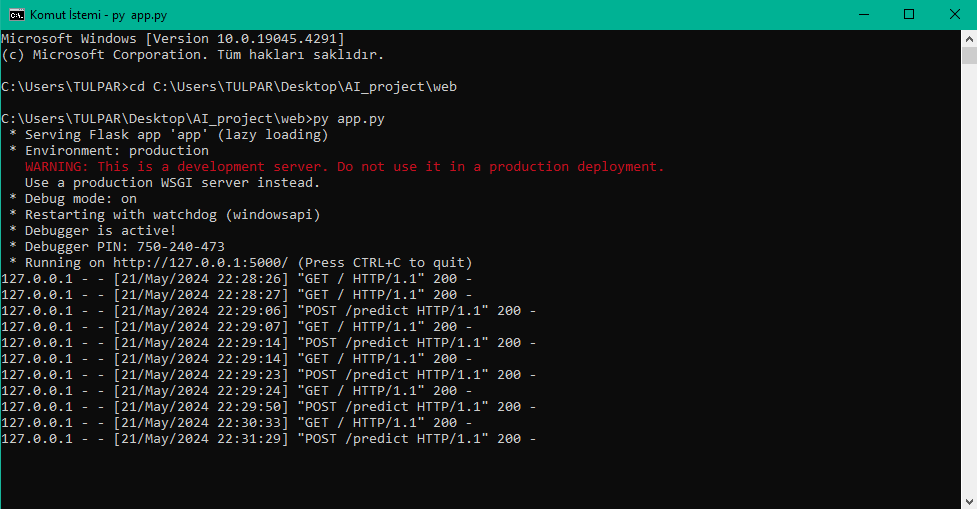 Komut İstemi - py  app.py
Microsoft Windows [Version 10.0.19045.4291]
(c) Microsoft Corporation. Tüm hakları saklıdır.
C:\Users\TULPAR>cd C:\Users\TULPAR\Desktop\AI_project\web
C:\Users\TULPAR\Desktop\AI_project\web>py app.py
 * Serving Flask app 'app' (lazy loading)
 * Environment: production
   WARNING: This is a development server. Do not use it in a production deployment.
   Use a production WSGI server instead.
 * Debug mode: on
 * Restarting with watchdog (windowsapi)
 * Debugger is active!
 * Debugger PIN: 750-240-473
 * Running on http://127.0.0.1:5000/ (Press CTRL+C to quit)
127.0.0.1 - - [21/May/2024 22:28:26] "GET / HTTP/1.1" 200 -
127.0.0.1 - - [21/May/2024 22:28:27] "GET / HTTP/1.1" 200 -
127.0.0.1 - - [21/May/2024 22:29:06] "POST /predict HTTP/1.1" 200 -
127.0.0.1 - - [21/May/2024 22:29:07] "GET / HTTP/1.1" 200 -
127.0.0.1 - - [21/May/2024 22:29:14] "POST /predict HTTP/1.1" 200 -
127.0.0.1 - - [21/May/2024 22:29:14] "GET / HTTP/1.1" 200 -
127.0.0.1 - - [21/May/2024 22:29:23] "POST /predict HTTP/1.1" 200 -
127.0.0.1 - - [21/May/2024 22:29:24] "GET / HTTP/1.1" 200 -
127.0.0.1 - - [21/May/2024 22:29:50] "POST /predict HTTP/1.1" 200 -
127.0.0.1 - - [21/May/2024 22:30:33] "GET / HTTP/1.1" 200 -
127.0.0.1 - - [21/May/2024 22:31:29] "POST /predict HTTP/1.1" 200 -